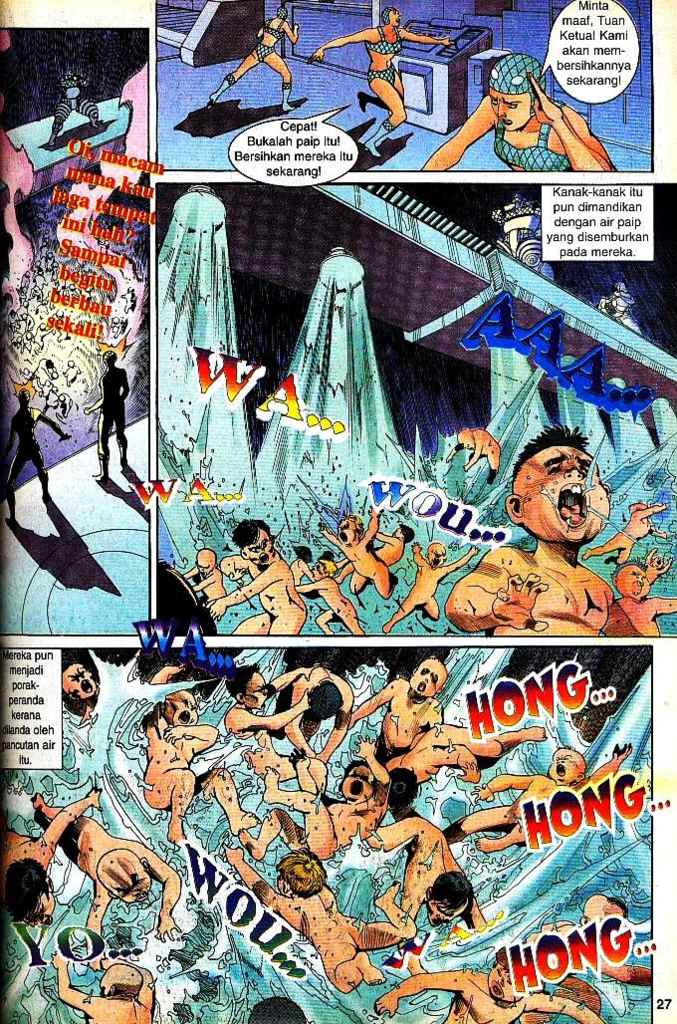 Oi, macam
mana kau
jaga tempat
ini hah?
Sampai
begitu
berbau
sekali!
Minta
maaf, Tuan
Ketua! Kami
akan mem-
bersihkannya
sekarang!
Cepat!
Bukalah paip itu!
Bersihkan mereka itu
sekarang!
Kanak-kanak itu
pun dimandikan
dengan air paip
yang disemburkan
pada mereka.
AAA...
WA...
WA...
WOU...
WA...
Mereka pun
menjadi
porak-
peranda
kerana
dilanda oleh
pancutan air
itu.
HONG...
HONG...
WOU...
YO...
WA...
HONG...
27